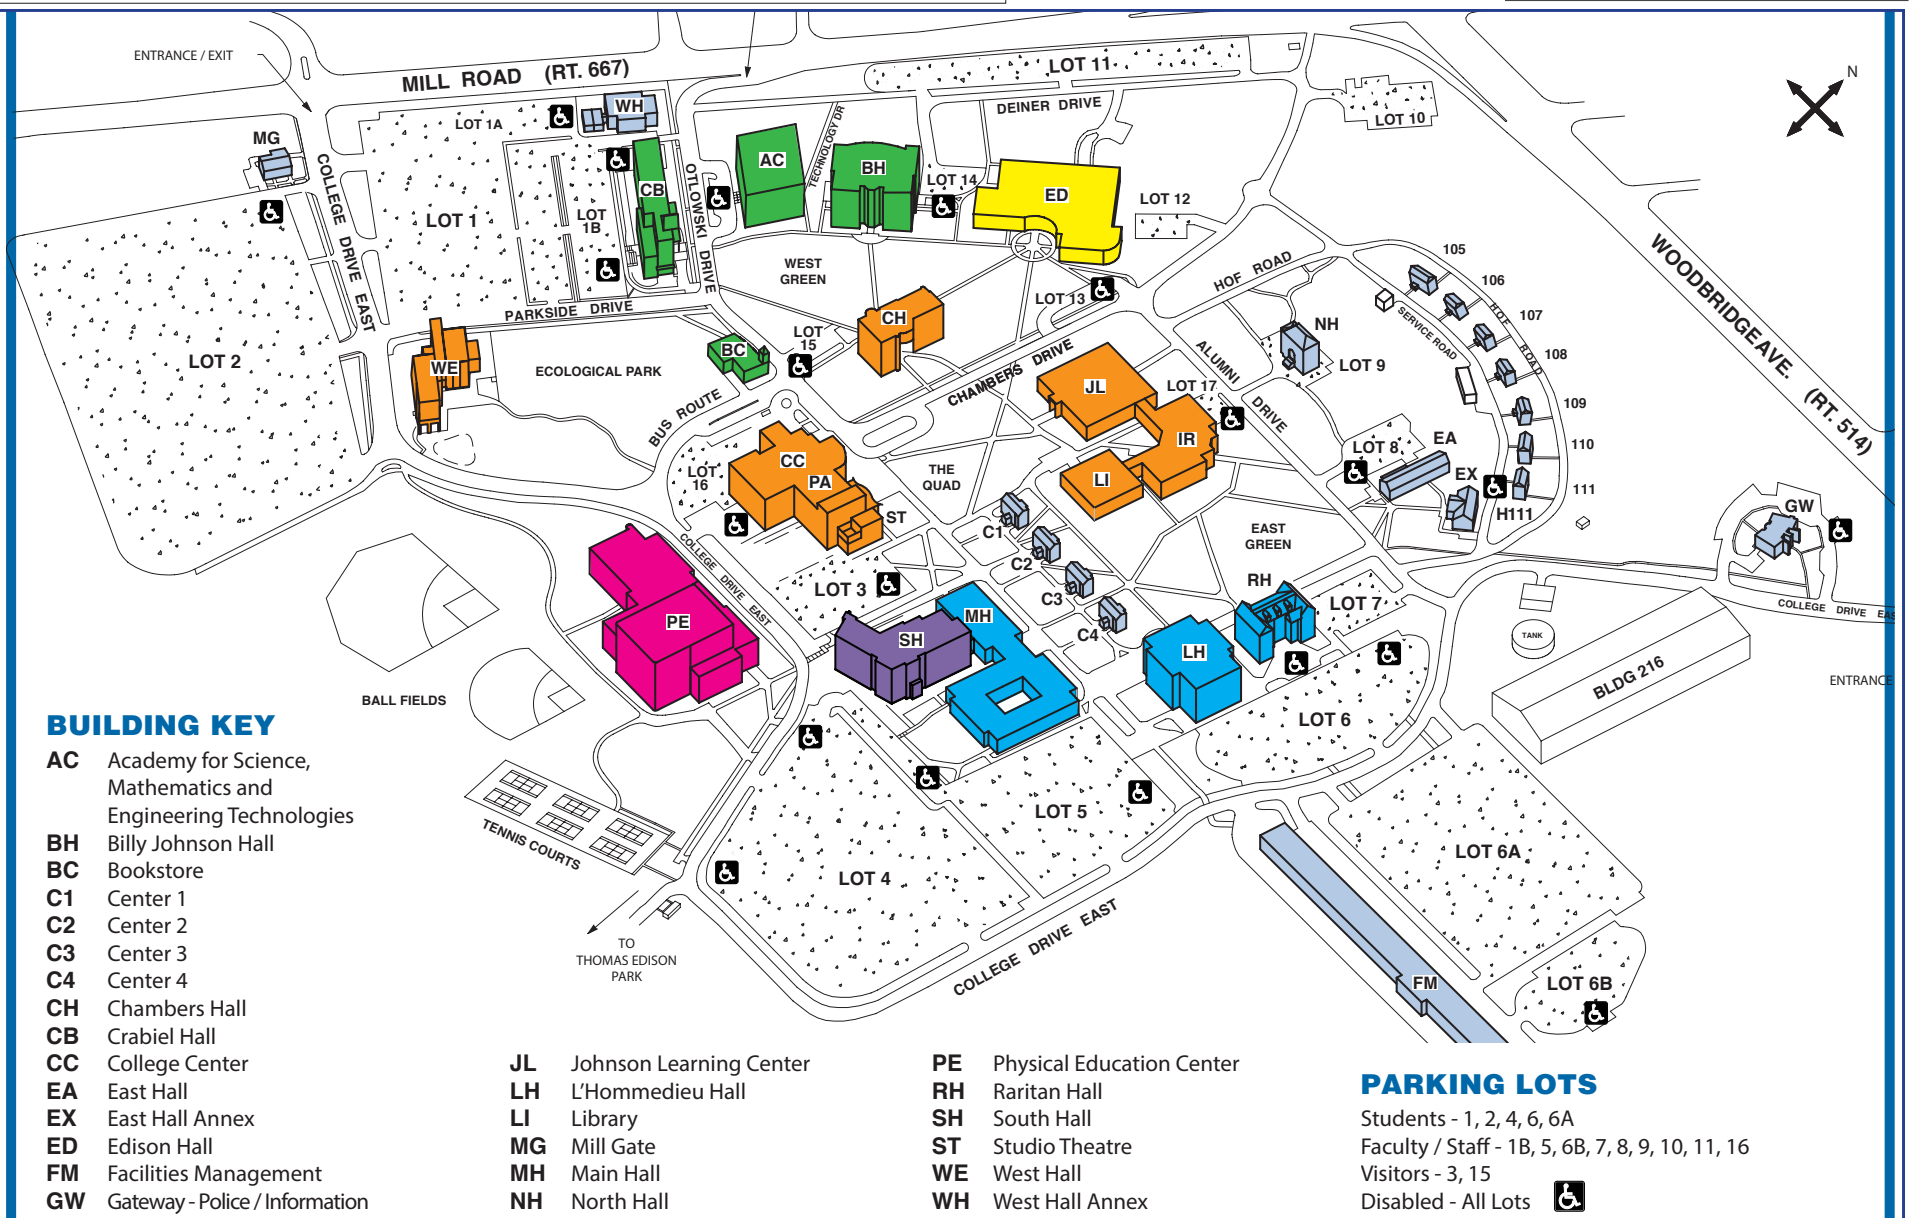 ENTRANCE / EXIT
MILL ROAD (RT. 667)
LOT 11
N
WH
LOT 1A
DEINER DRIVE
LOT 10
MG
AC
TECHNOLOGY DR
BH
LOT 14
ED
LOT 12
CB
OTLOWSKI DRIVE
COLLEGE DRIVE EAST
LOT 1
LOT
1B
WEST
GREEN
HOF ROAD
105
106
107
108
109
110
111
HOF ROAD
SERVICE ROAD
WOODBRIDGEAVE. (RT. 514)
LOT 13
PARKSIDE DRIVE
CH
LOT
15
BC
NH
LOT 9
LOT 2
WE
ECOLOGICAL PARK
CHAMBERS DRIVE
ALUMNI DRIVE
JL
LOT 17
BUS ROUTE
IR
LOT 8
EA
EX
H111
GW
CC
PA
LOT
16
THE
QUAD
LI
ST
C1
C2
C3
C4
EAST
GREEN
COLLEGE DRIVE EAST
LOT 3
RH
LOT 7
COLLEGE DRIVE EAS
TANK
PE
SH
MH
LH
BLDG 216
ENTRANCE
BALL FIELDS
LOT 6
TENNIS COURTS
LOT 5
LOT 4
LOT 6A
TO
THOMAS EDISON
PARK
COLLEGE DRIVE EAST
FM
LOT 6B
BUILDING KEY
AC Academy for Science,
Mathematics and
Engineering Technologies
BH Billy Johnson Hall
BC Bookstore
C1 Center 1
C2 Center 2
C3 Center 3
C4 Center 4
CH Chambers Hall
CB Crabiel Hall
CC College Center
EA East Hall
EX East Hall Annex
ED Edison Hall
FM Facilities Management
GW Gateway - Police / Information
JL Johnson Learning Center
LH L'Hommedieu Hall
LI Library
MG Mill Gate
MH Main Hall
NH North Hall
PE Physical Education Center
RH Raritan Hall
SH South Hall
ST Studio Theatre
WE West Hall
WH West Hall Annex
PARKING LOTS
Students - 1, 2, 4, 6, 6A
Faculty / Staff - 1B, 5, 6B, 7, 8, 9, 10, 11, 16
Visitors - 3, 15
Disabled - All Lots